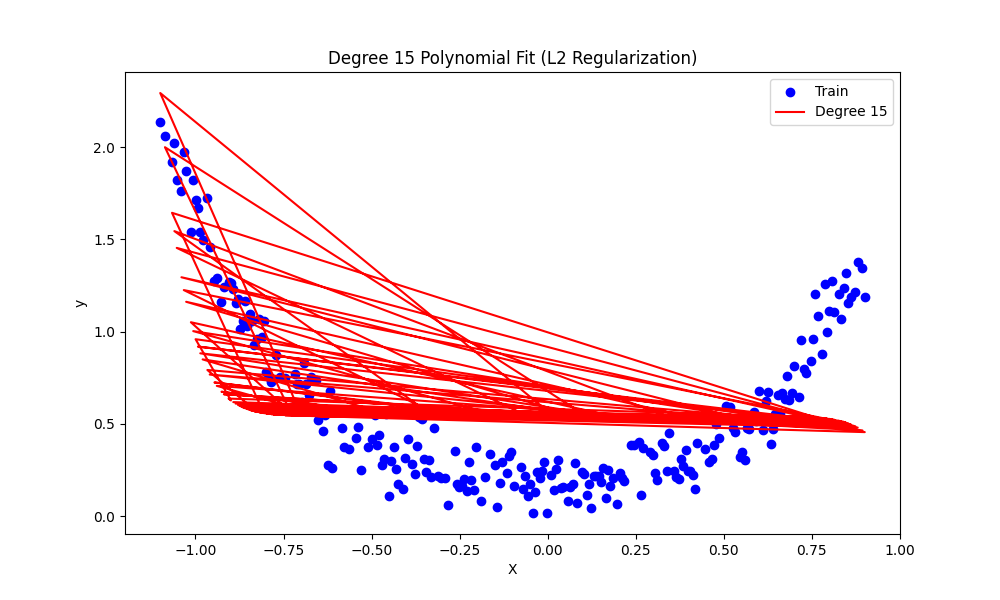 Degree 15 Polynomial Fit (L2 Regularization)
Train
Degree 15
y
2.0
1.5
1.0
0.5
0.0
−1.00 −0.75 −0.50 −0.25 0.00 0.25 0.50 0.75 1.00
X